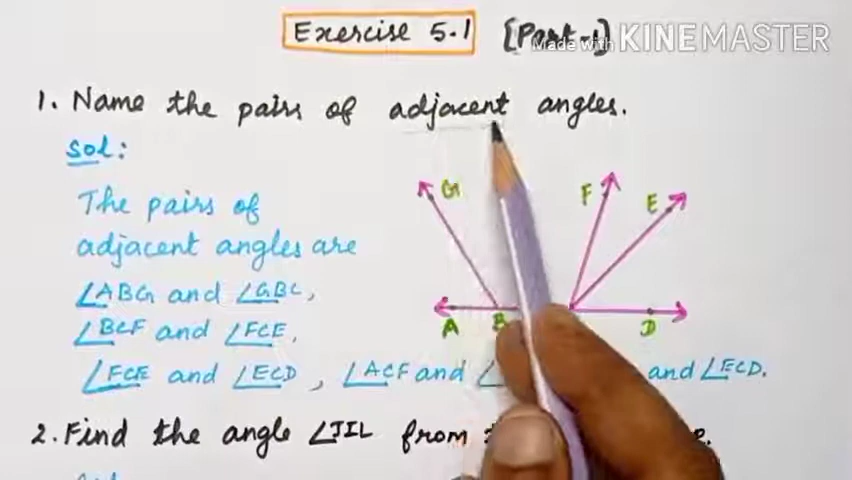 Exercise 5.1 [Part-1]
Made with KINEMASTER
1. Name the pairs of adjacent angles.
Sol:
The pairs of
adjacent angles are
∠ABG and ∠GBC,
∠BCF and ∠FCE,
∠FCE and ∠ECD, ∠ACF and ∠ and ∠ECD.
G
F
E
A
B
D
2. Find the angle ∠JIL from